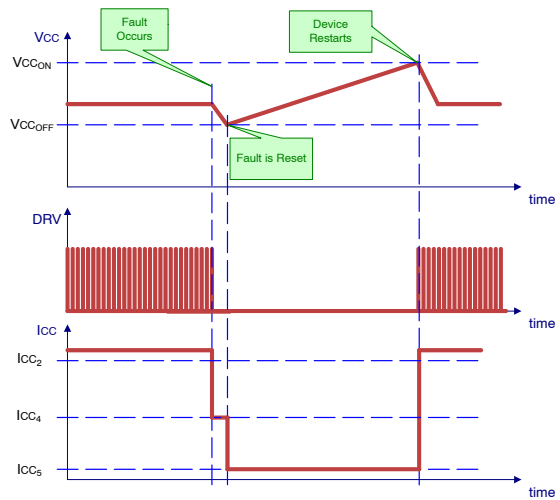 Fault
Occurs
Device
Restarts
VCC
VCCON
VCCOFF
Fault is Reset
time
DRV
time
ICC
ICC2
ICC4
ICC5
time